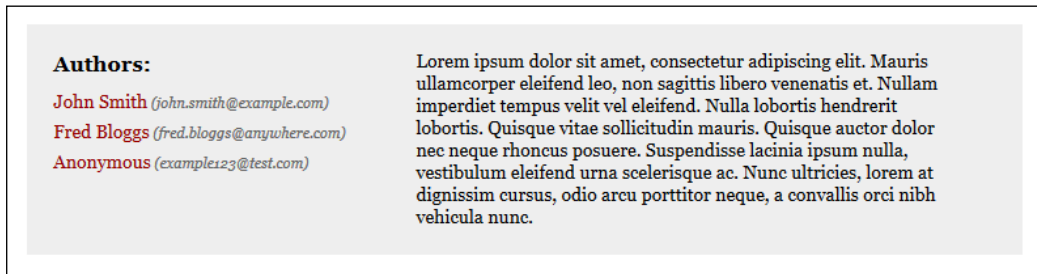 Authors:
John Smith (john.smith@example.com)
Fred Bloggs (fred.bloggs@anywhere.com)
Anonymous (example123@test.com)
Lorem ipsum dolor sit amet, consectetur adipiscing elit. Mauris
ullamcorper eleifend leo, non sagittis libero venenatis et. Nullam
imperdiet tempus velit vel eleifend. Nulla lobortis hendrerit
lobortis. Quisque vitae sollicitudin mauris. Quisque auctor dolor
nec neque rhoncus posuere. Suspendisse lacinia ipsum nulla,
vestibulum eleifend urna scelerisque ac. Nunc ultricies, lorem at
dignissim cursus, odio arcu porttitor neque, a convallis orci nibh
vehicula nunc.